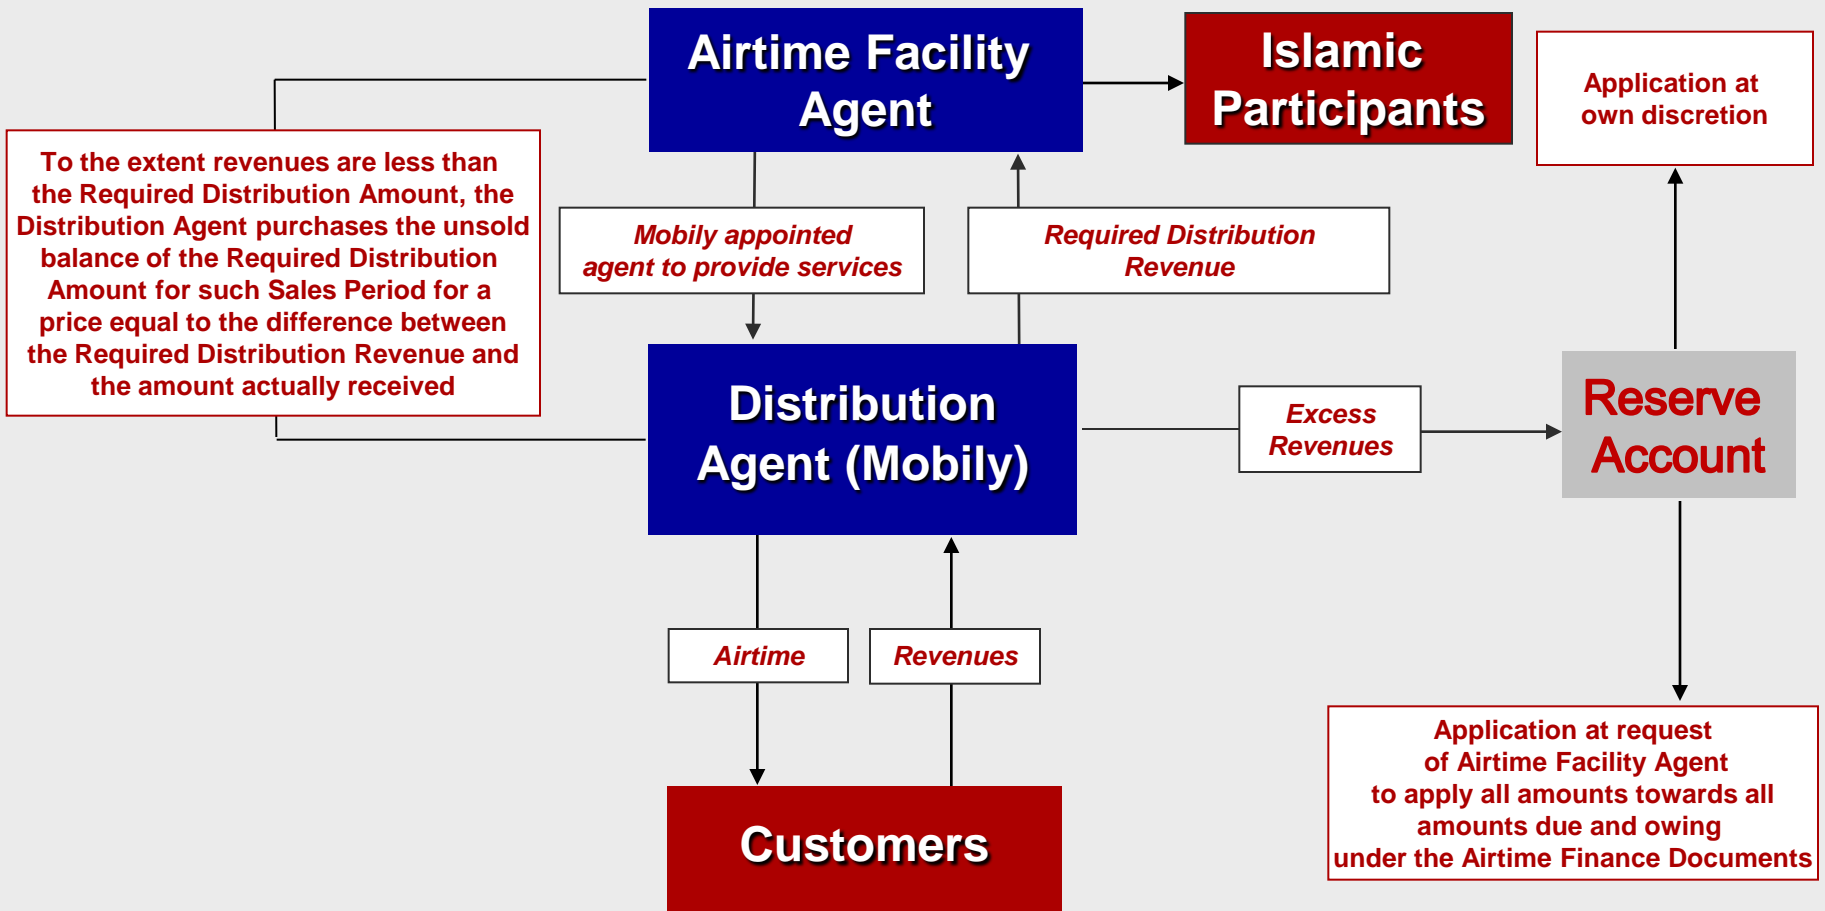 Airtime Facility
Agent
Islamic
Participants
Application at
own discretion
To the extent revenues are less than
the Required Distribution Amount, the
Distribution Agent purchases the unsold
balance of the Required Distribution
Amount for such Sales Period for a
price equal to the difference between
the Required Distribution Revenue and
the amount actually received
Mobily appointed
agent to provide services
Required Distribution
Revenue
Distribution
Agent (Mobily)
Excess
Revenues
Reserve
Account
Airtime
Revenues
Application at request
of Airtime Facility Agent
to apply all amounts towards all
amounts due and owing
under the Airtime Finance Documents
Customers